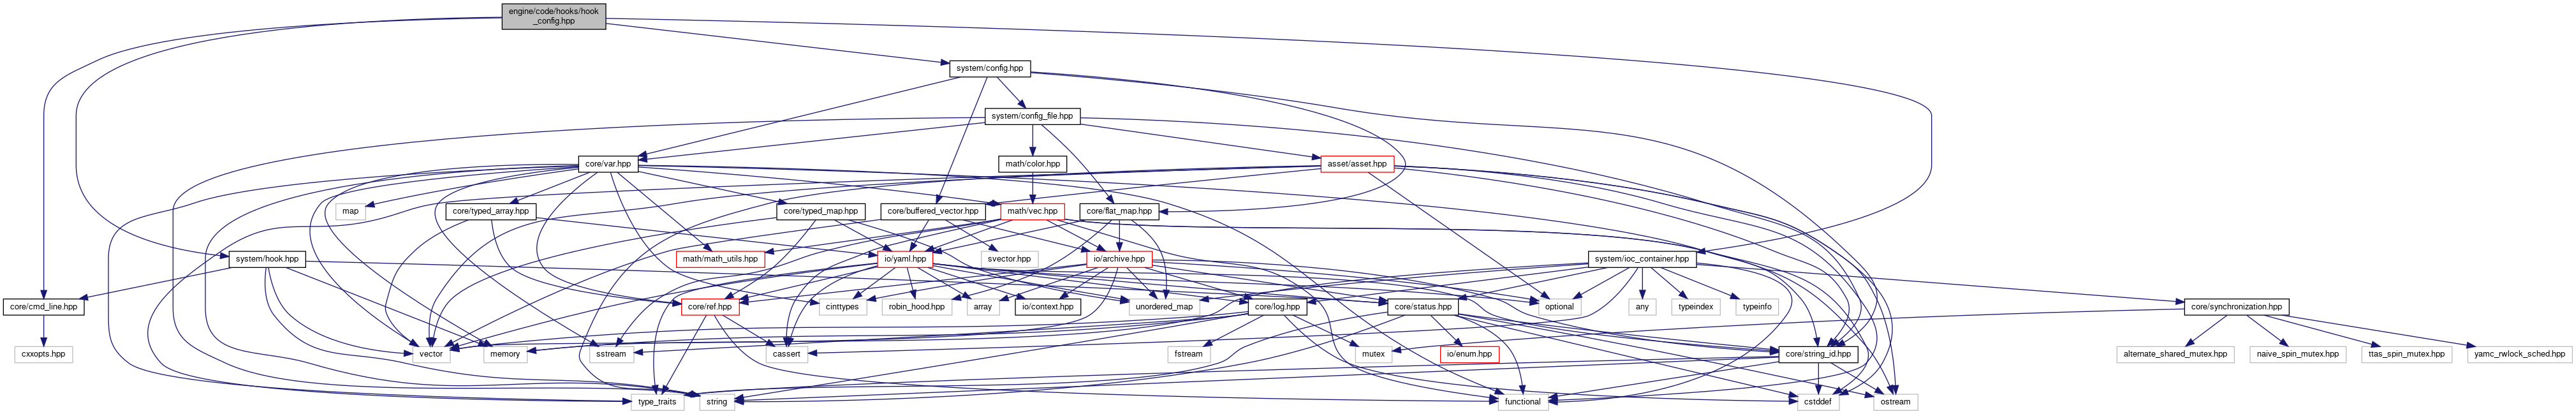 engine/code/hooks/hook
_config.hpp
system/config.hpp
system/config_file.hpp
core/var.hpp
math/color.hpp
asset/asset.hpp
map
core/typed_array.hpp
core/typed_map.hpp
core/buffered_vector.hpp
math/vec.hpp
core/flat_map.hpp
system/hook.hpp
math/math_utils.hpp
io/yaml.hpp
svector.hpp
io/archive.hpp
system/ioc_container.hpp
core/cmd_line.hpp
core/ref.hpp
cinttypes
robin_hood.hpp
array
io/context.hpp
unordered_map
core/log.hpp
core/status.hpp
optional
any
typeindex
typeinfo
core/synchronization.hpp
cxxopts.hpp
vector
memory
sstream
cassert
fstream
mutex
io/enum.hpp
core/string_id.hpp
alternate_shared_mutex.hpp
naive_spin_mutex.hpp
ttas_spin_mutex.hpp
yamc_rwlock_sched.hpp
type_traits
string
functional
cstddef
ostream